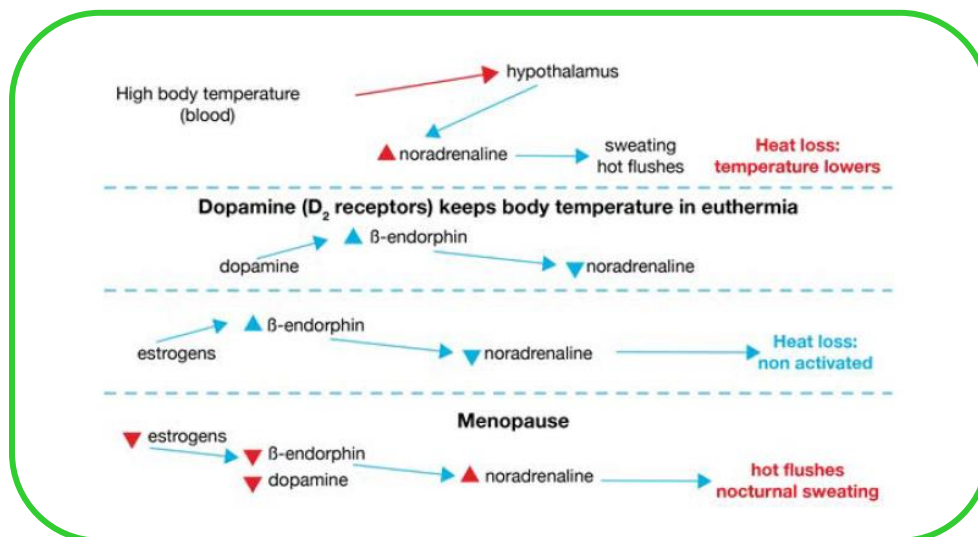 hypothalamus
High body temperature
(blood)
noradrenaline
sweating
hot flushes
Heat loss:
temperature lowers
Dopamine (D₂ receptors) keeps body temperature in euthermia
ß-endorphin
dopamine
noradrenaline
ß-endorphin
estrogens
noradrenaline
Heat loss:
non activated
Menopause
estrogens
ß-endorphin
dopamine
noradrenaline
hot flushes
nocturnal sweating